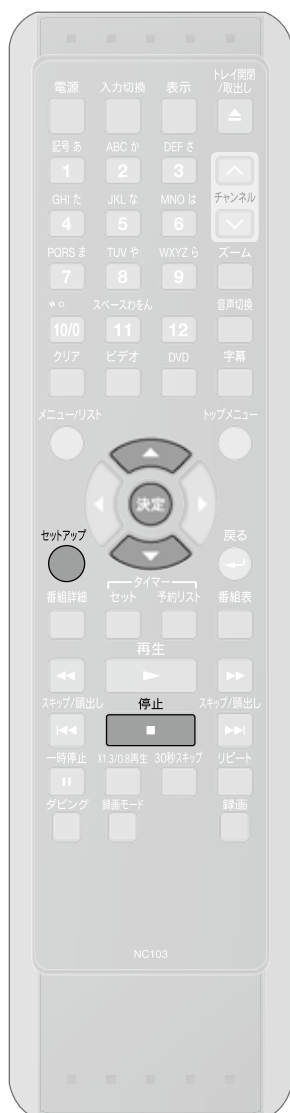 電源 入力切換 表示 トレイ開閉/取出し
記号 あ ABC か DEF さ
1 2 3
GHI た JKL な MNO は チャンネル
4 5 6
PQRS ま TUV や WXYZ ら ズーム
7 8 9
゛゜ スペースわをん 音声切換
10/0 11 12
クリア ビデオ DVD 字幕
メニュー/リスト トップメニュー
決定
セットアップ 戻る
タイマー
番組詳細 セット 予約リスト 番組表
再生
スキップ/頭出し 停止 スキップ/頭出し
一時停止 X1.3/0.8再生 30秒スキップ リピート
ダビング 録画モード 録画
NC103